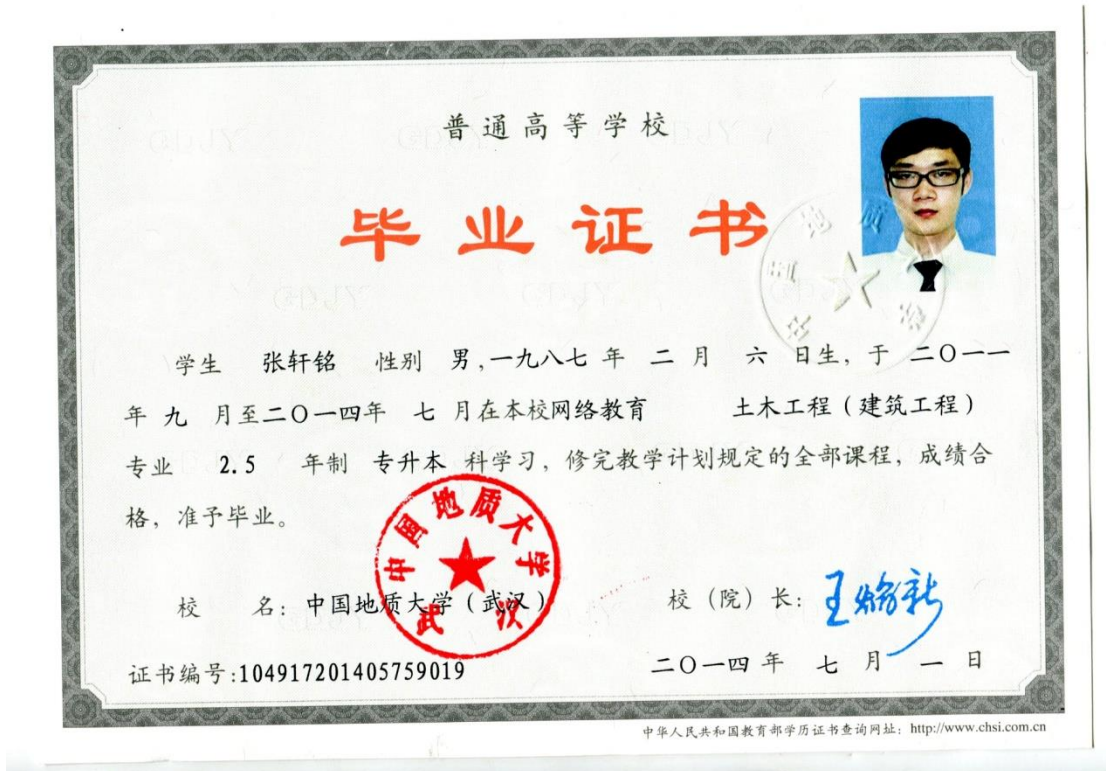 普通高等学校
毕业证书
学生 张轩铭 性别 男,一九八七 年 二 月 六 日生, 于 二〇一一
年 九 月至二〇一四年 七 月在本校网络教育 土木工程(建筑工程)
专业 2.5 年制 专升本 科学习, 修完教学计划规定的全部课程, 成绩合
格, 准予毕业。
中国地质大学
武汉
校 名: 中国地质大学(武汉)
校(院)长:
证书编号:104917201405759019
二〇一四 年 七 月 一 日
中华人民共和国教育部学历证书查询网址: http://www.chsi.com.cn